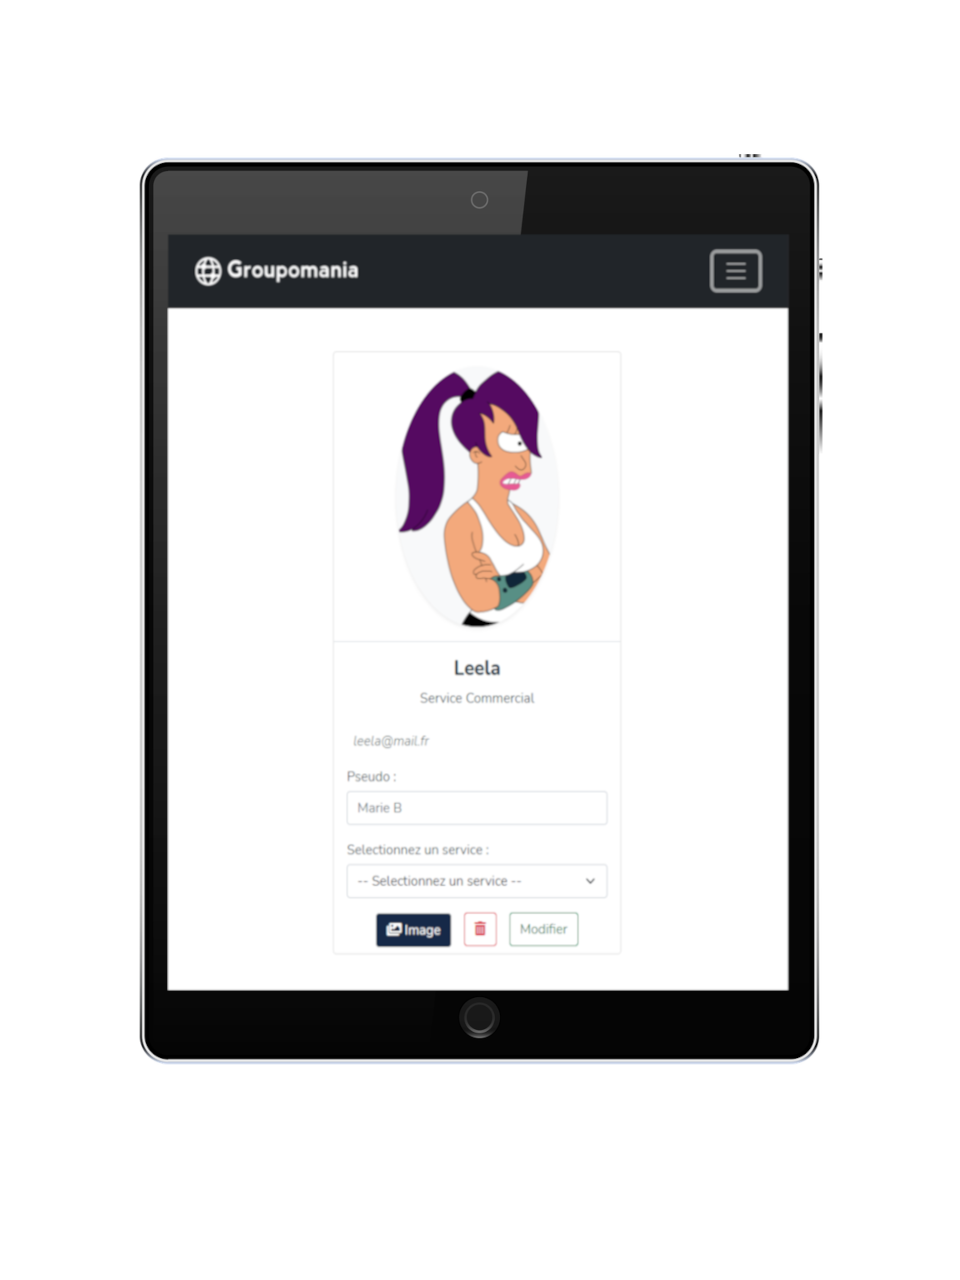 Groupomania
Leela
Service Commercial
leela@mail.fr
Pseudo :
Marie B
Selectionnez un service :
-- Selectionnez un service --
Image
Modifier